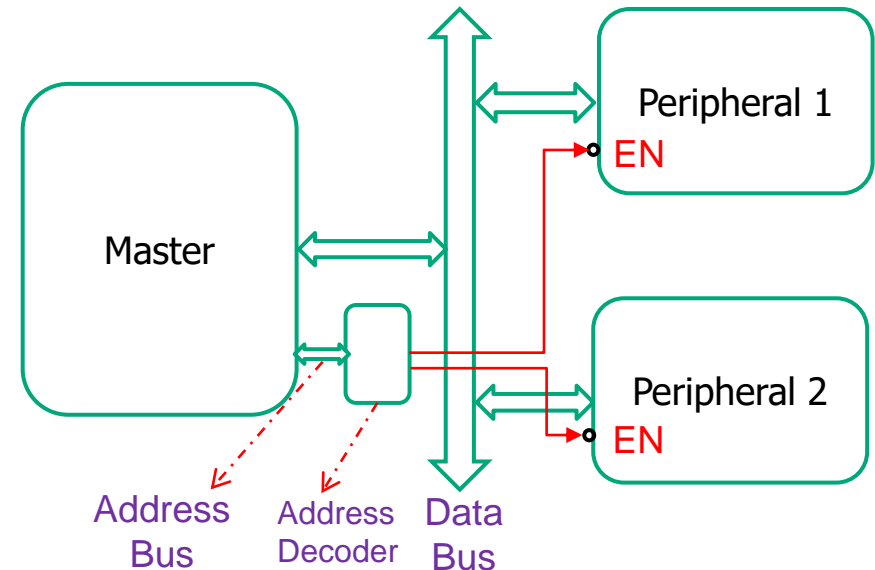 Peripheral 1
EN
Master
Peripheral 2
EN
Address
Bus
Address
Decoder
Data
Bus